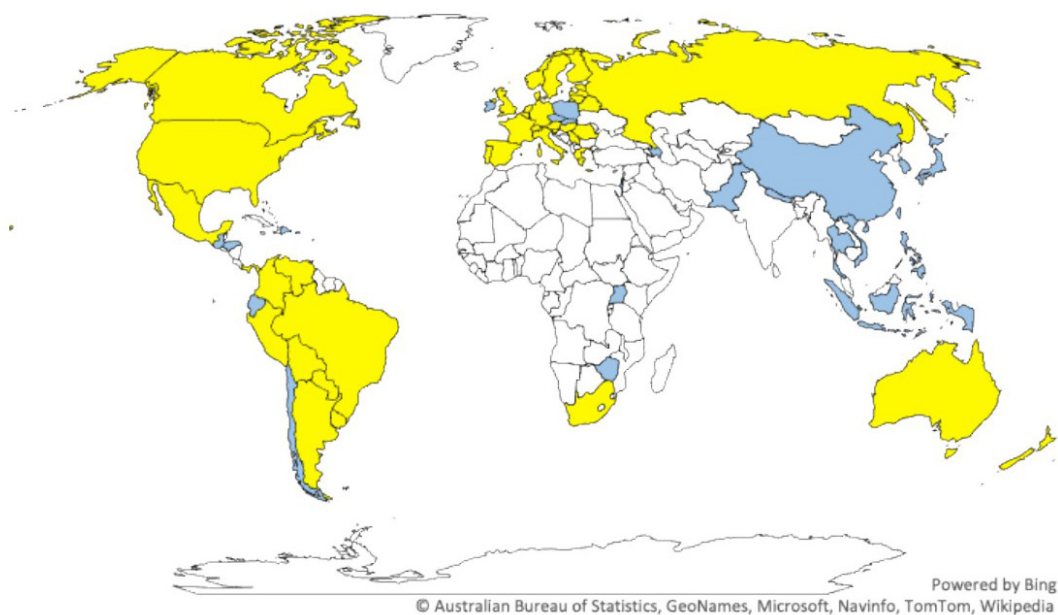 Powered by Bing
© Australian Bureau of Statistics, GeoNames, Microsoft, Navinfo, TomTom, Wikipedia